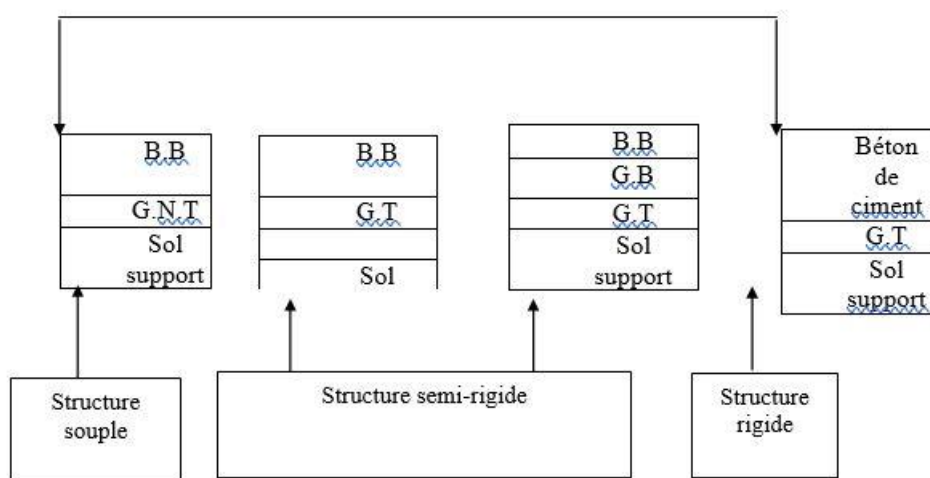 B.B
G.N.T
Sol
support
B.B
G.T
Sol
B.B
G.B
G.T
Sol
support
Béton
de
ciment
G.T
Sol
support
Structure
souple
Structure semi-rigide
Structure
rigide